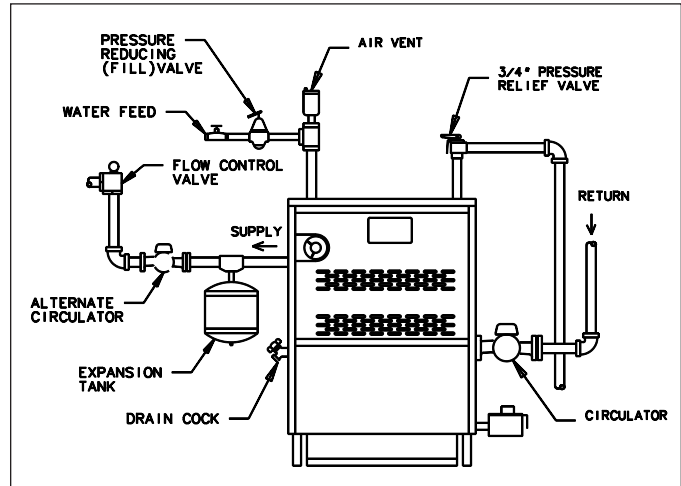 PRESSURE
REDUCING
(FILL)VALVE
AIR VENT
3/4" PRESSURE
RELIEF VALVE
WATER FEED
FLOW CONTROL
VALVE
RETURN
SUPPLY
ALTERNATE
CIRCULATOR
EXPANSION
TANK
DRAIN COCK
CIRCULATOR